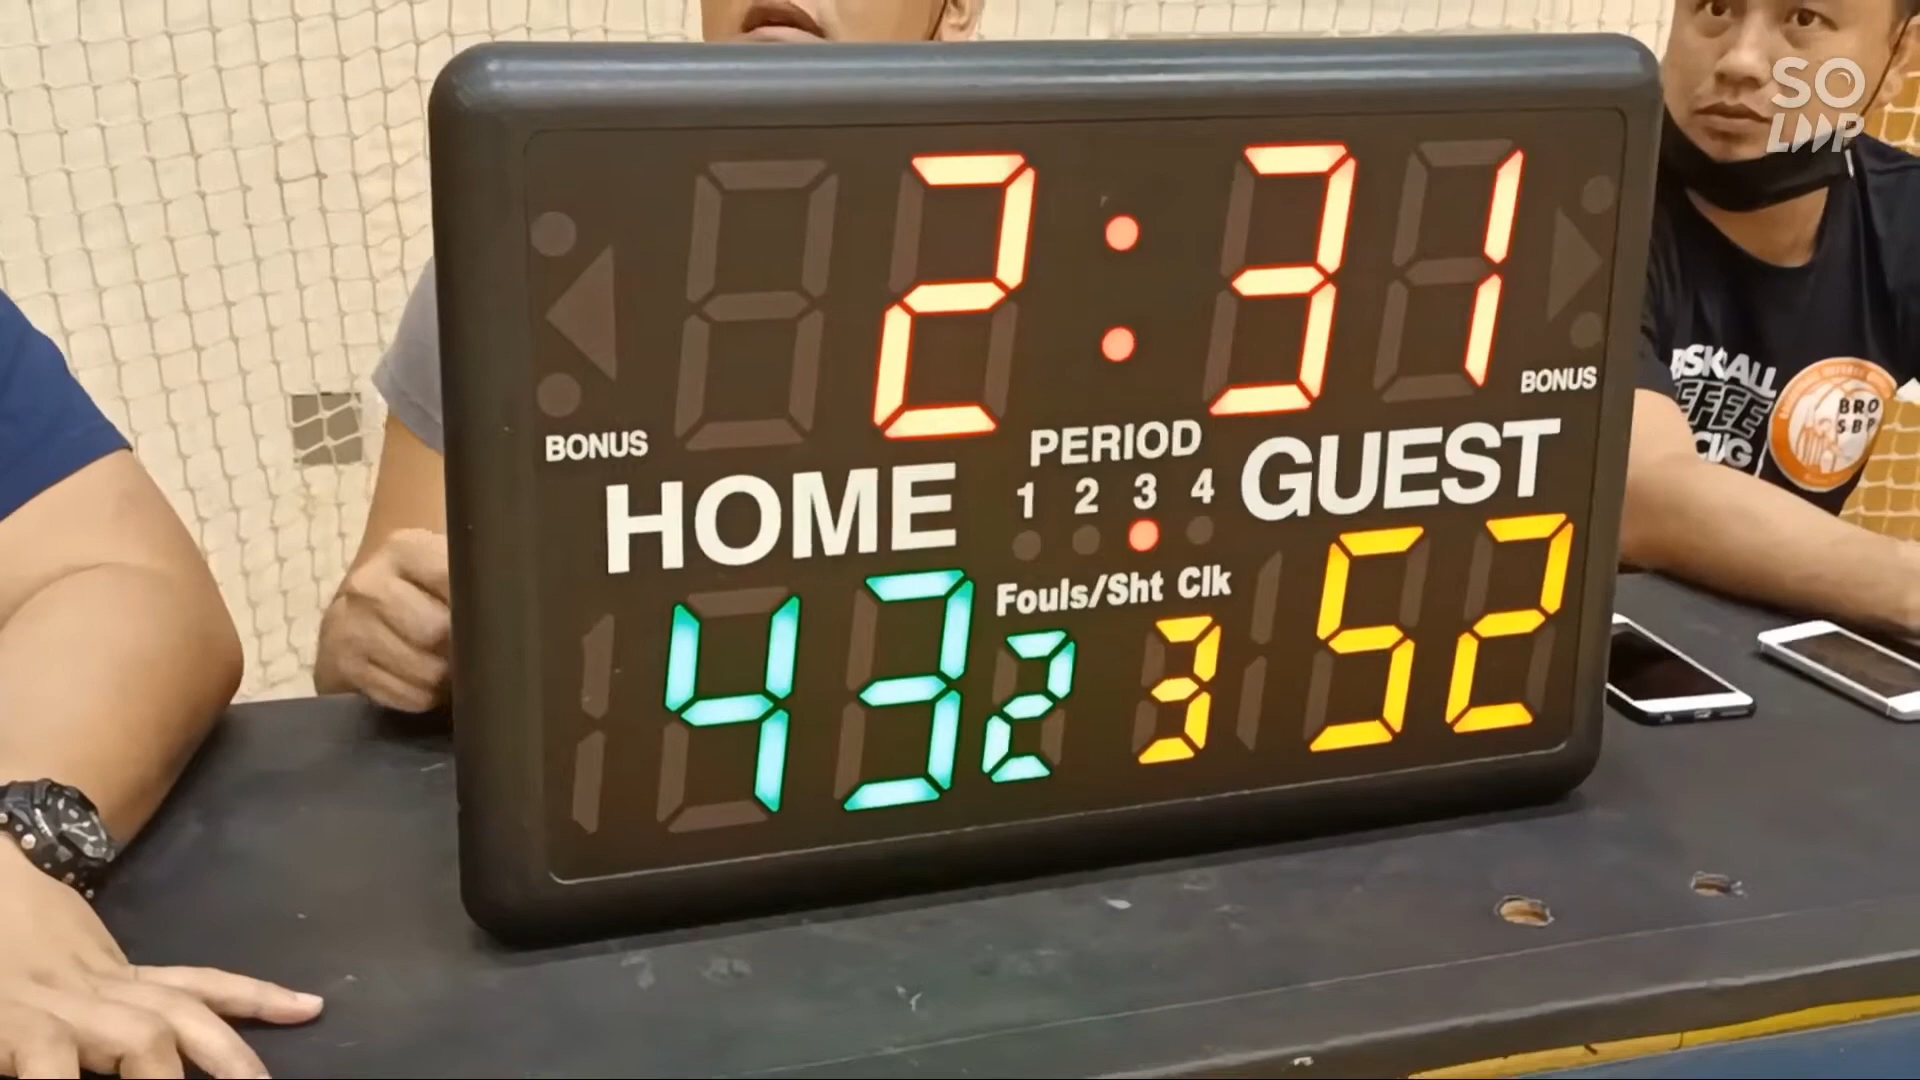 SO
LOOP
2:31
BONUS
BONUS
PERIOD
1 2 3 4
HOME
GUEST
Fouls/Sht Clk
43
2
3
52
BRO
SBP